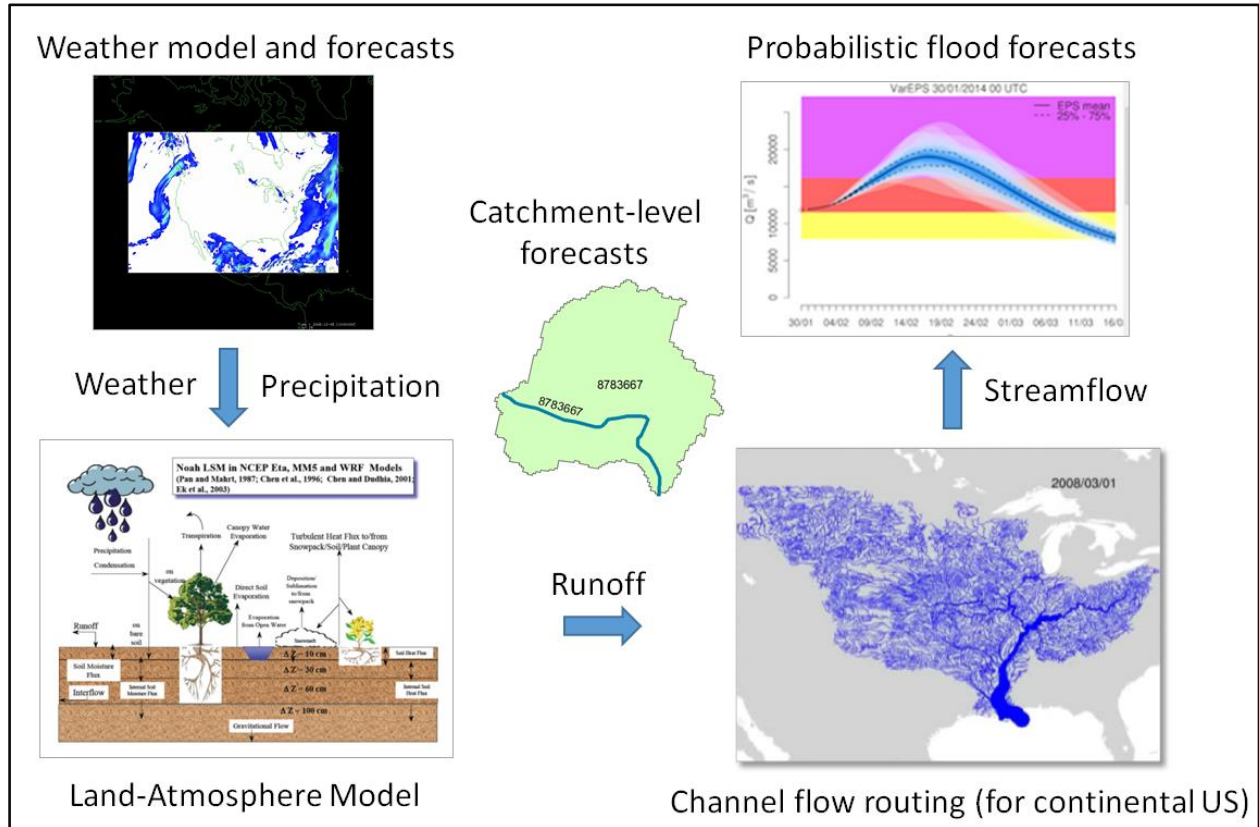 Weather model and forecasts
Probabilistic flood forecasts
VarEPS 30/01/2014 00 UTC
EPS mean
25% - 75%
Q [m³/ s]
20000
15000
10000
5000
0
30/01 04/02 09/02 14/02 19/02 24/02 01/03 06/03 11/03 16/0
Catchment-level
forecasts
8783667
8783667
Weather
Precipitation
Streamflow
Noah LSM in NCEP Eta, MM5 and WRF Models
(Pan and Mahrt, 1987; Chen et al., 1996; Chen and Dudhia, 2001;
Ek et al., 2003)
Precipitation
Condensation
on
vegetation
Transpiration
Canopy Water
Evaporation
Turbulent Heat Flux to/from
Snowpack/Soil/Plant Canopy
Direct Soil
Evaporation
Deposition/
Sublimation
to/from
snowpack
Evaporation
from Open Water
Runoff
on
bare
soil
Soil Moisture
Flux
Internal Soil
Moisture Flux
Interflow
Δ Z = 10 cm
Δ Z = 30 cm
Δ Z = 60 cm
Δ Z = 100 cm
Soil Heat Flux
Internal Soil
Heat Flux
Gravitational Flow
Runoff
2008/03/01
Land-Atmosphere Model
Channel flow routing (for continental US)